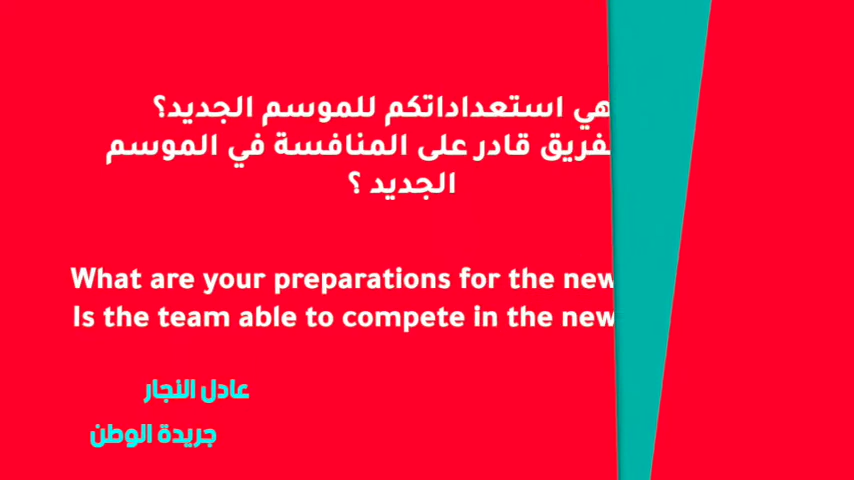 هي استعداداتكم للموسم الجديد؟
فريق قادر على المنافسة في الموسم
الجديد ؟
What are your preparations for the new
Is the team able to compete in the new
عادل النجار
جريدة الوطن